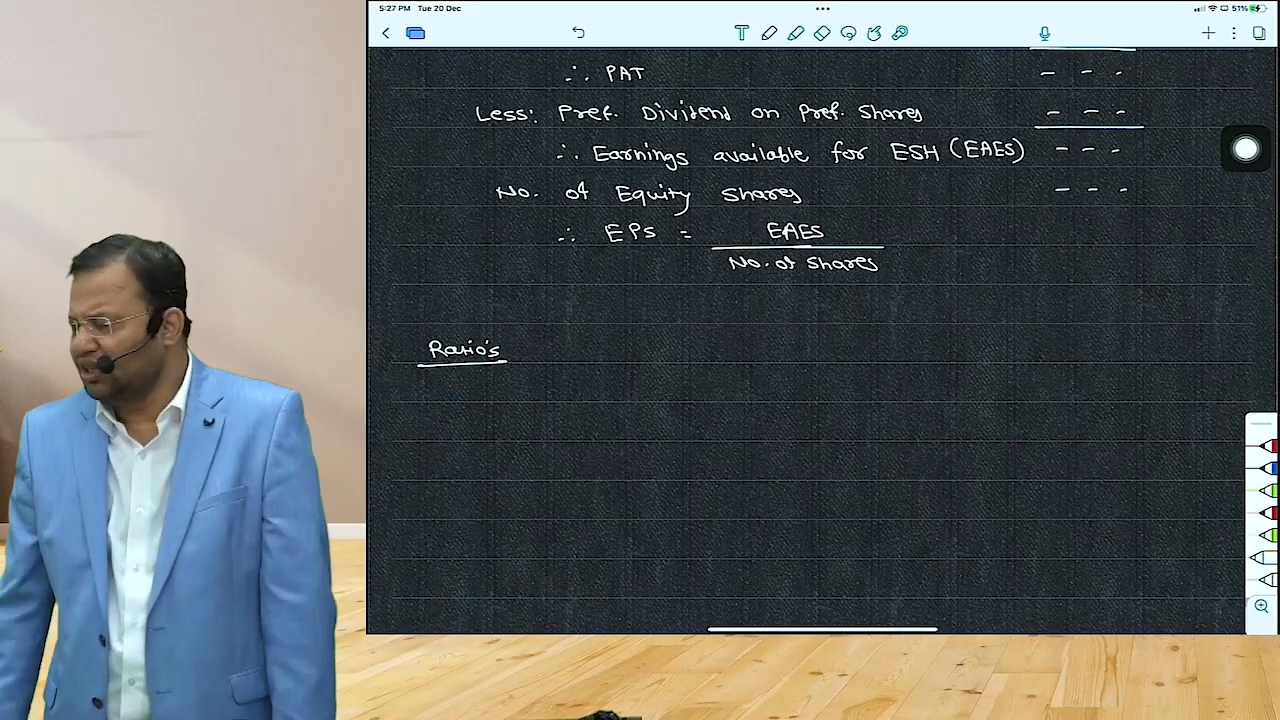 5:27 PM Tue 20 Dec
51%
∴ PAT - - -
Less: Pref. Dividend on Pref. Shares - - -
∴ Earnings available for ESH (EAES) - - -
No. of Equity Shares - - -
∴ EPS = EAES
No. of Shares
Ratio's